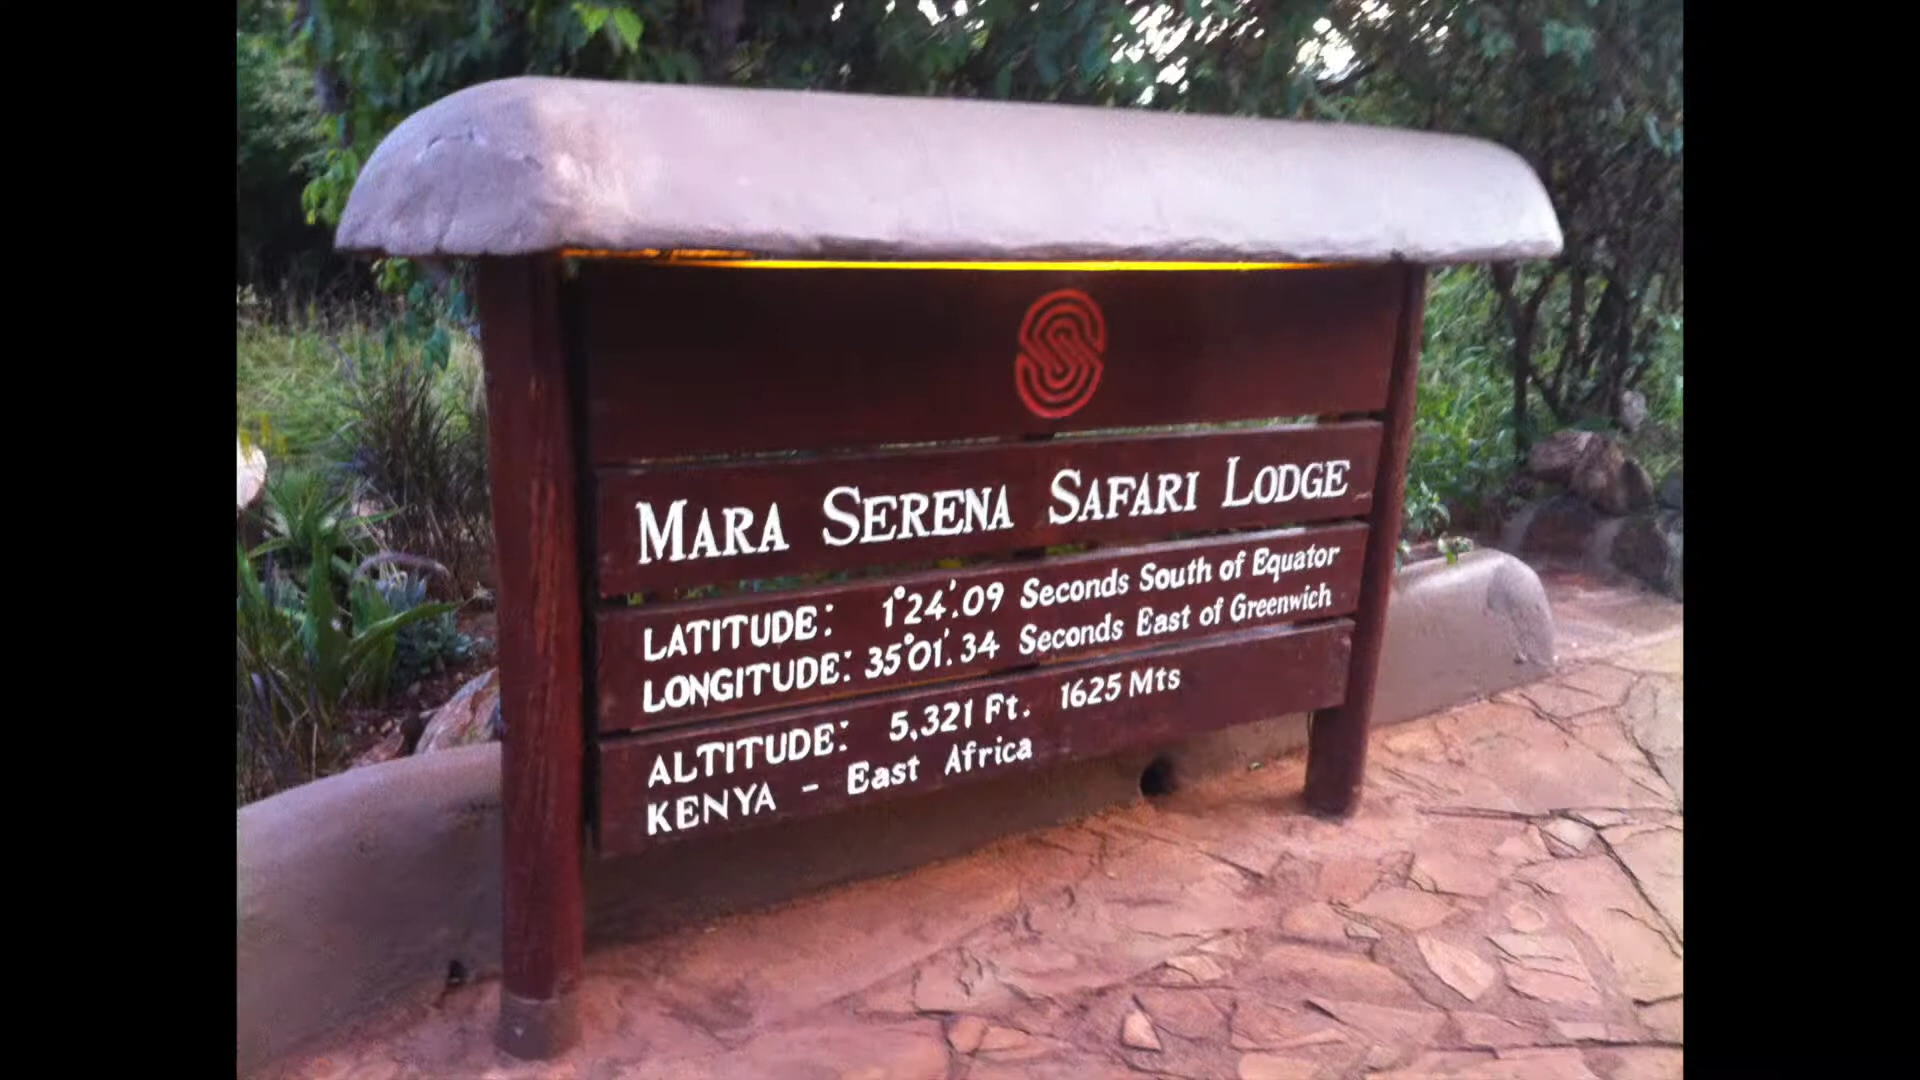 MARA SERENA SAFARI LODGE
LATITUDE: 1°24'.09 Seconds South of Equator
LONGITUDE: 35°01'.34 Seconds East of Greenwich
ALTITUDE: 5,321 Ft. 1625 Mts
KENYA - East Africa